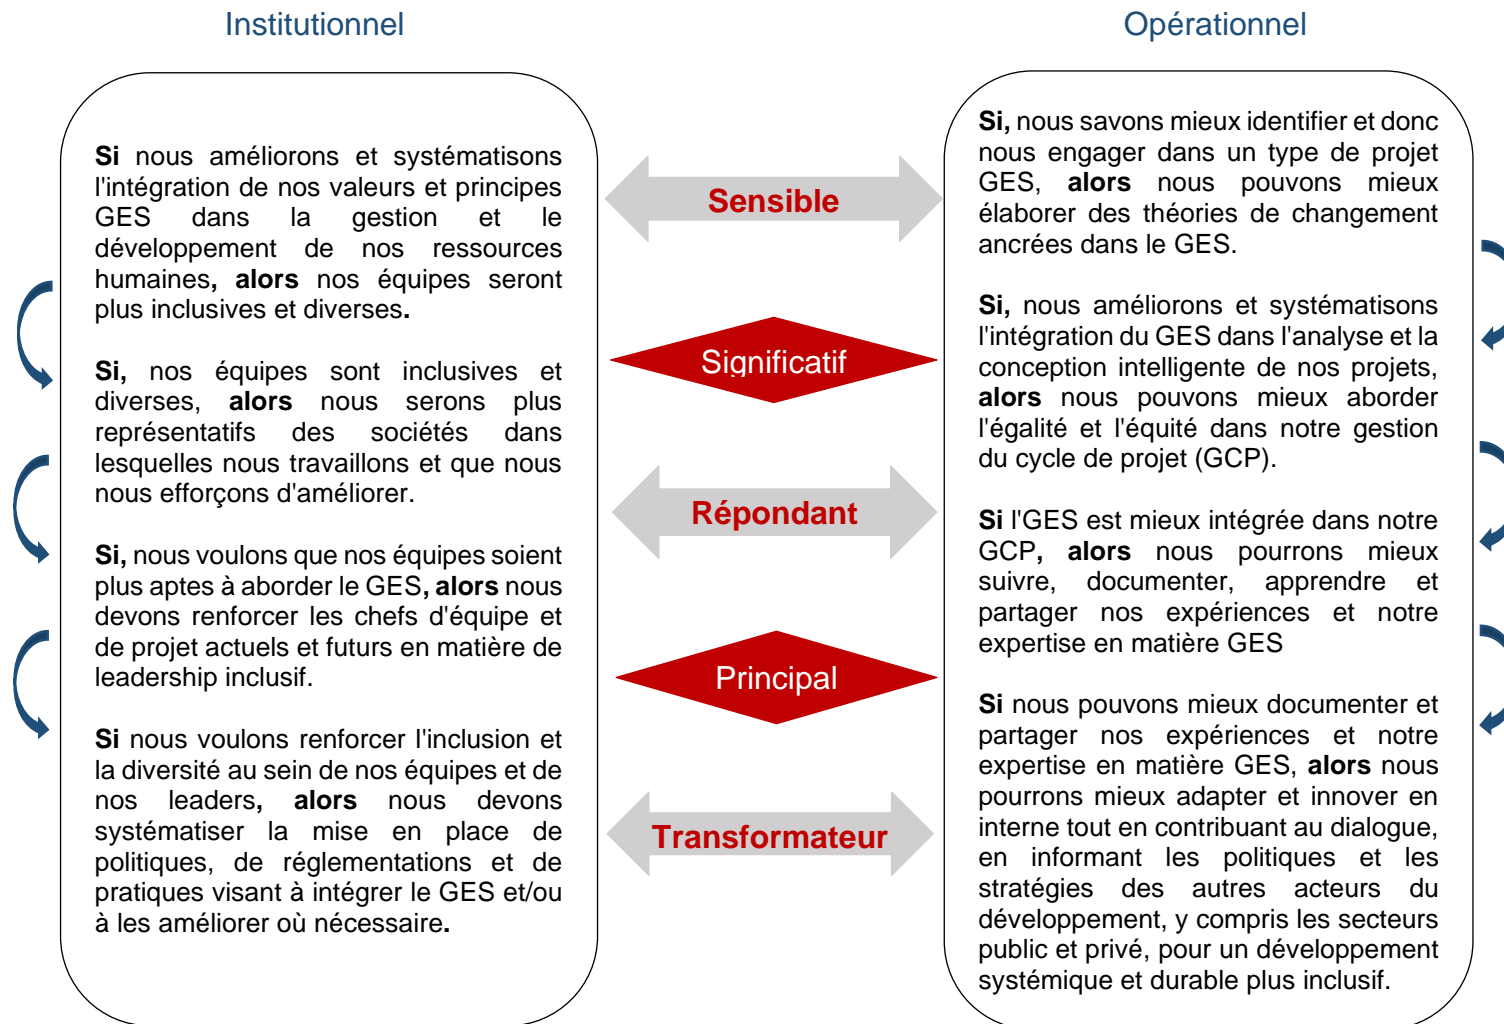 Institutionnel
Opérationnel
Si nous améliorons et systématisons
l'intégration de nos valeurs et principes
GES dans la gestion et le
développement de nos ressources
humaines, alors nos équipes seront
plus inclusives et diverses.
Si, nos équipes sont inclusives et
diverses, alors nous serons plus
représentatifs des sociétés dans
lesquelles nous travaillons et que nous
nous efforçons d'améliorer.
Si, nous voulons que nos équipes soient
plus aptes à aborder le GES, alors nous
devons renforcer les chefs d'équipe et
de projet actuels et futurs en matière de
leadership inclusif.
Si nous voulons renforcer l'inclusion et
la diversité au sein de nos équipes et de
nos leaders, alors nous devons
systématiser la mise en place de
politiques, de réglementations et de
pratiques visant à intégrer le GES et/ou
à les améliorer où nécessaire.
Sensible
Significatif
Répondant
Principal
Transformateur
Si, nous savons mieux identifier et donc
nous engager dans un type de projet
GES, alors nous pouvons mieux
élaborer des théories de changement
ancrées dans le GES.
Si, nous améliorons et systématisons
l'intégration du GES dans l'analyse et la
conception intelligente de nos projets,
alors nous pouvons mieux aborder
l'égalité et l'équité dans notre gestion
du cycle de projet (GCP).
Si l'GES est mieux intégrée dans notre
GCP, alors nous pourrons mieux
suivre, documenter, apprendre et
partager nos expériences et notre
expertise en matière GES
Si nous pouvons mieux documenter et
partager nos expériences et notre
expertise en matière GES, alors nous
pourrons mieux adapter et innover en
interne tout en contribuant au dialogue,
en informant les politiques et les
stratégies des autres acteurs du
développement, y compris les secteurs
public et privé, pour un développement
systémique et durable plus inclusif.